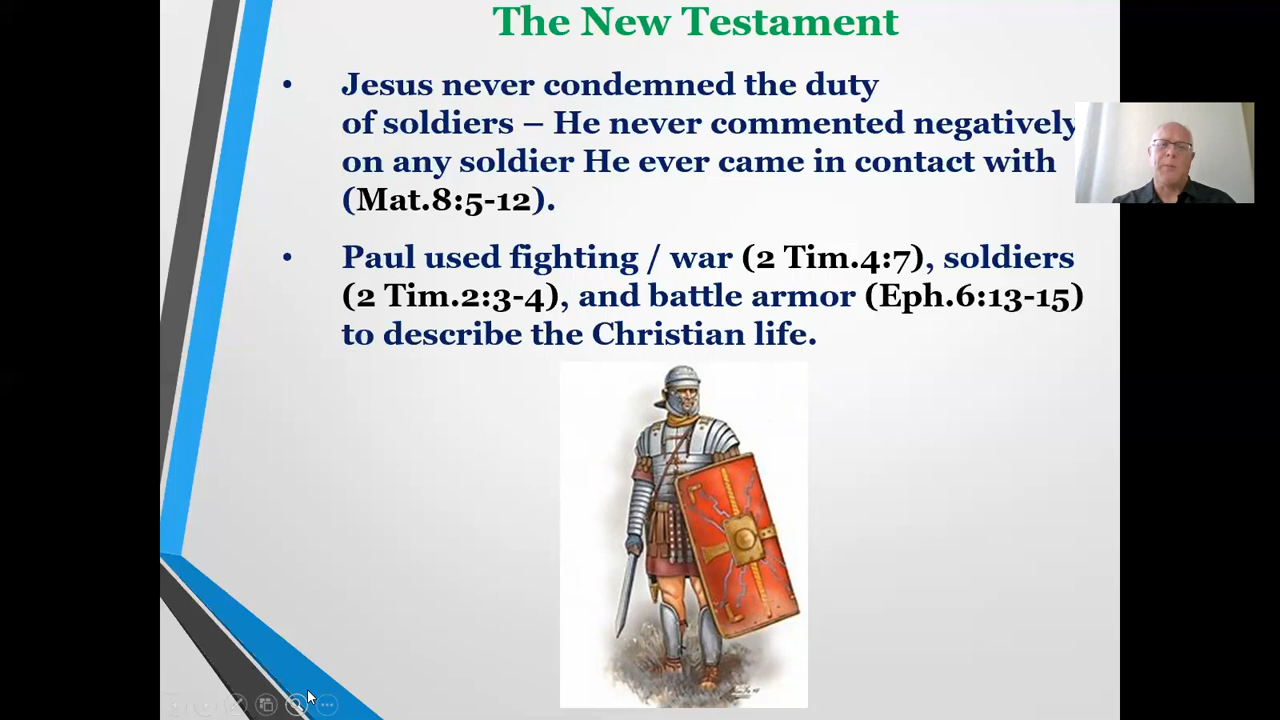 The New Testament
• Jesus never condemned the duty
of soldiers – He never commented negatively
on any soldier He ever came in contact with
(Mat.8:5-12).
• Paul used fighting / war (2 Tim.4:7), soldiers
(2 Tim.2:3-4), and battle armor (Eph.6:13-15)
to describe the Christian life.